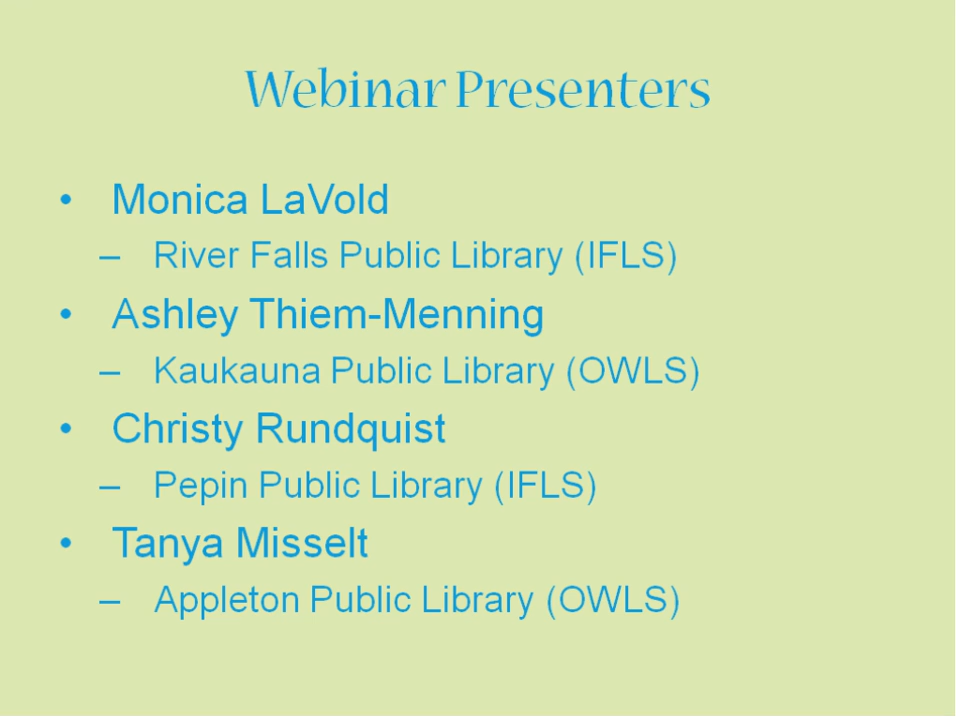 Webinar Presenters
• Monica LaVold
– River Falls Public Library (IFLS)
• Ashley Thiem-Menning
– Kaukauna Public Library (OWLS)
• Christy Rundquist
– Pepin Public Library (IFLS)
• Tanya Misselt
– Appleton Public Library (OWLS)